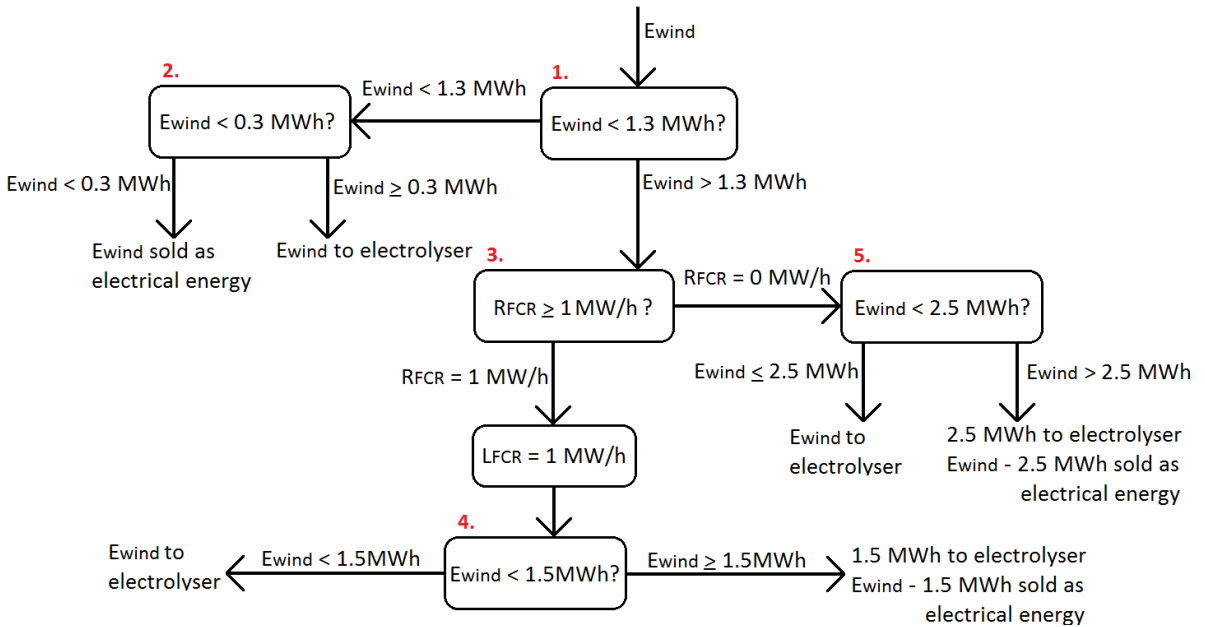 Ewind
2.
1.
Ewind < 1.3 MWh
Ewind < 0.3 MWh?
Ewind < 1.3 MWh?
Ewind < 0.3 MWh
Ewind ≥ 0.3 MWh
Ewind > 1.3 MWh
Ewind sold as
electrical energy
Ewind to electrolyser
3.
5.
RFCR = 0 MW/h
RFCR ≥ 1 MW/h ?
Ewind < 2.5 MWh?
RFCR = 1 MW/h
Ewind ≤ 2.5 MWh
Ewind > 2.5 MWh
Ewind to
electrolyser
2.5 MWh to electrolyser
Ewind - 2.5 MWh sold as
electrical energy
LFCR = 1 MW/h
4.
Ewind to
electrolyser
Ewind < 1.5MWh
Ewind < 1.5MWh?
Ewind ≥ 1.5MWh
1.5 MWh to electrolyser
Ewind - 1.5 MWh sold as
electrical energy